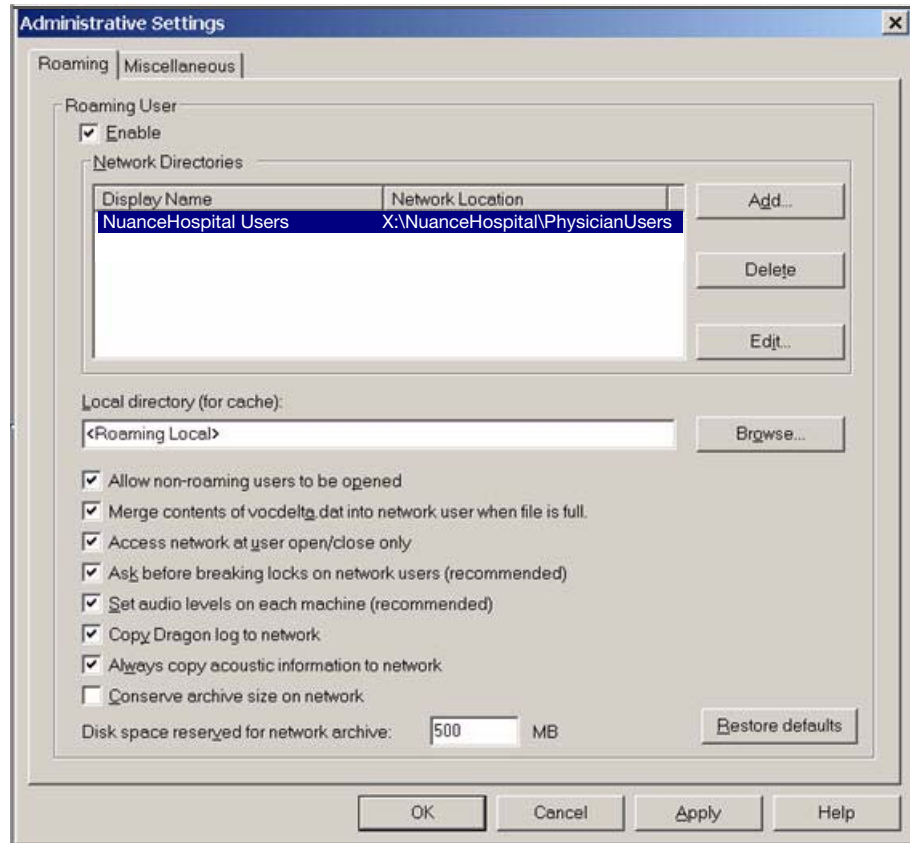 Administrative Settings
Roaming Miscellaneous
Roaming User
Enable
Network Directories
Display Name Network Location
NuanceHospital Users X:\NuanceHospital\PhysicianUsers
Add...
Delete
Edit...
Local directory (for cache):
<Roaming Local> Browse...
Allow non-roaming users to be opened
Merge contents of vocdelta.dat into network user when file is full.
Access network at user open/close only
Ask before breaking locks on network users (recommended)
Set audio levels on each machine (recommended)
Copy Dragon log to network
Always copy acoustic information to network
Conserve archive size on network
Disk space reserved for network archive: 500 MB Restore defaults
OK Cancel Apply Help